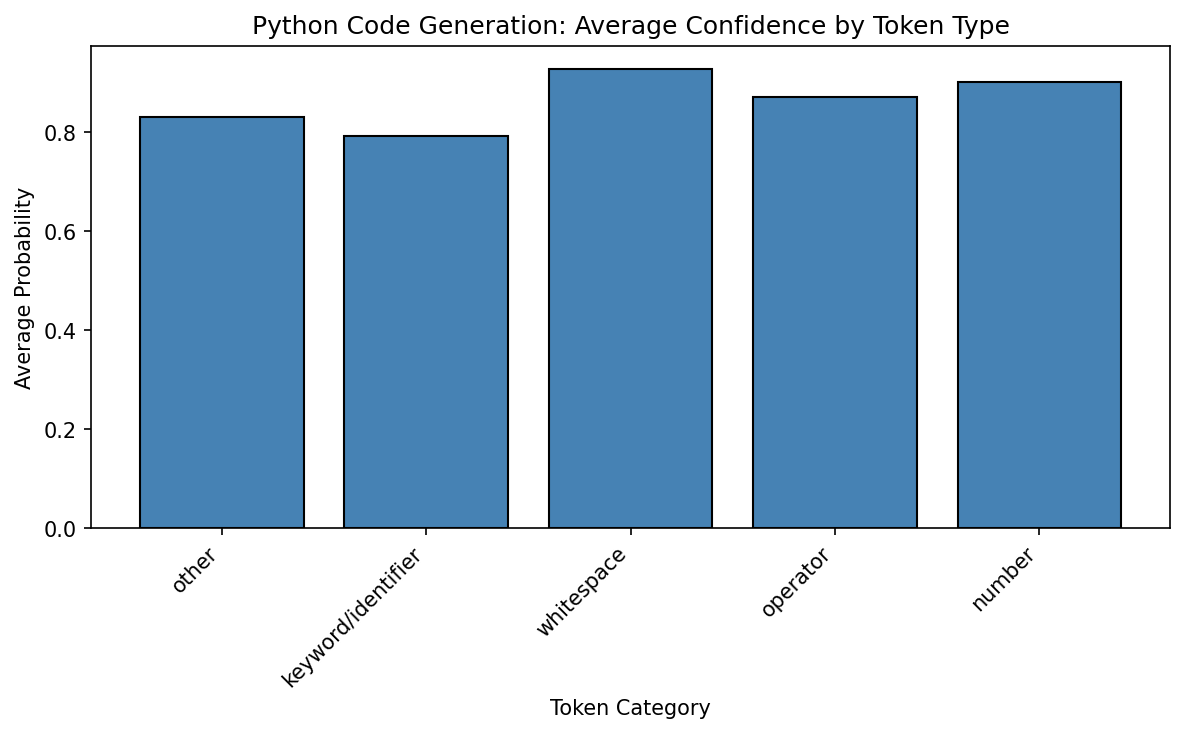 Python Code Generation: Average Confidence by Token Type
Average Probability
0.8
0.6
0.4
0.2
0.0
other
keyword/identifier
whitespace
operator
number
Token Category